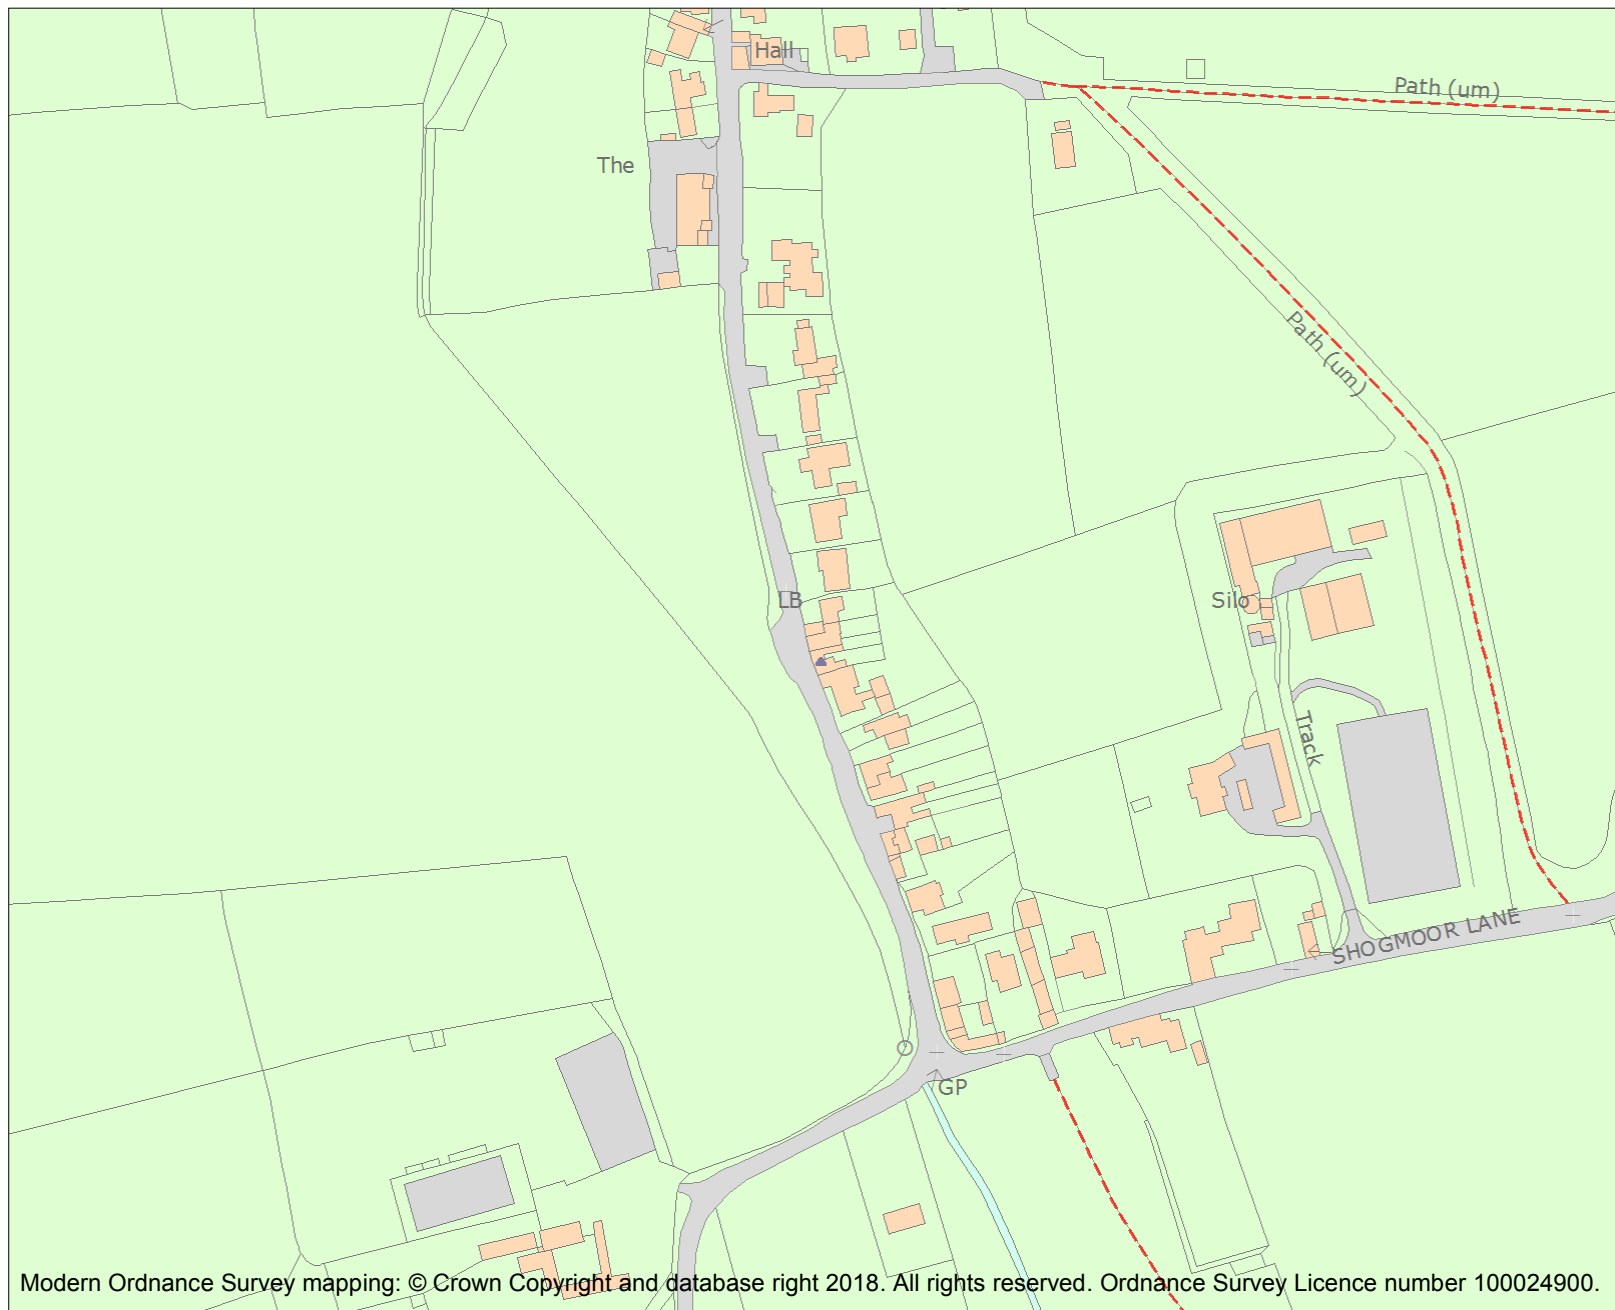 Hall
Path (um)
The
Path (um)
LB
Silo
Track
SHOGMOOR LANE
GP
Modern Ordnance Survey mapping: © Crown Copyright and database right 2018. All rights reserved. Ordnance Survey Licence number 100024900.